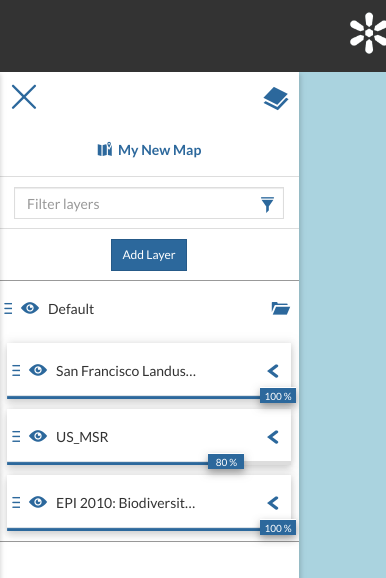 My New Map
Filter layers
Add Layer
Default
San Francisco Landus...
100 %
US_MSR
80 %
EPI 2010: Biodiversit...
100 %